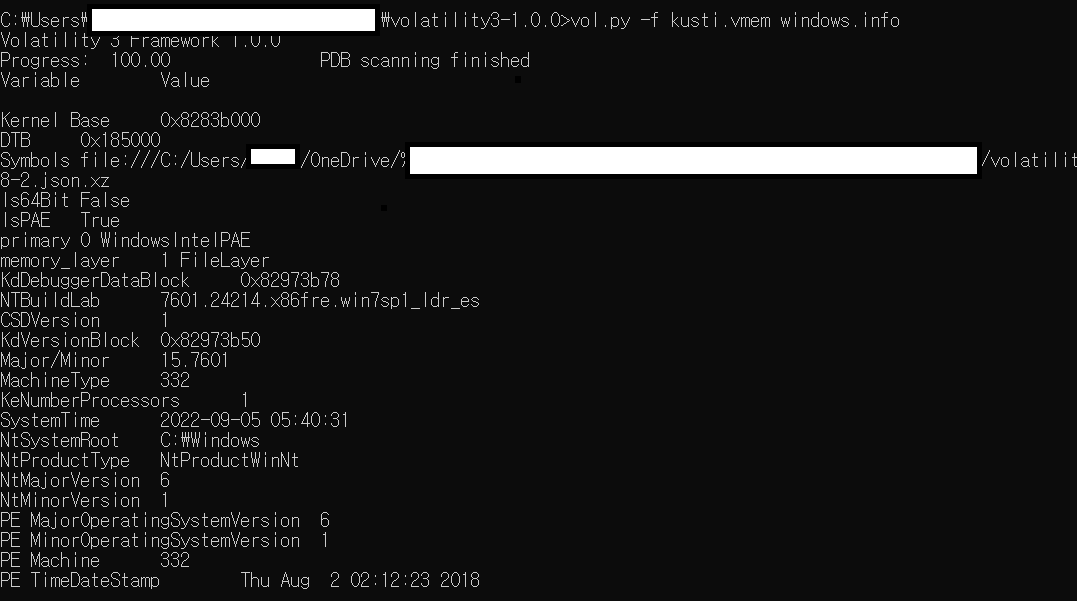 C:₩Users₩ ₩volatility3-1.0.0>vol.py -f kusti.vmem windows.info
Volatility 3 Framework 1.0.0
Progress:  100.00               PDB scanning finished
Variable        Value
Kernel Base     0x8283b000
DTB     0x185000
Symbols file:///C:/Users/ /OneDrive/% /volatilit
8-2.json.xz
Is64Bit False
IsPAE   True
primary 0 WindowsIntelPAE
memory_layer    1 FileLayer
KdDebuggerDataBlock     0x82973b78
NTBuildLab      7601.24214.x86fre.win7sp1_ldr_es
CSDVersion      1
KdVersionBlock  0x82973b50
Major/Minor     15.7601
MachineType     332
KeNumberProcessors      1
SystemTime      2022-09-05 05:40:31
NtSystemRoot    C:₩Windows
NtProductType   NtProductWinNt
NtMajorVersion  6
NtMinorVersion  1
PE MajorOperatingSystemVersion  6
PE MinorOperatingSystemVersion  1
PE Machine      332
PE TimeDateStamp        Thu Aug  2 02:12:23 2018